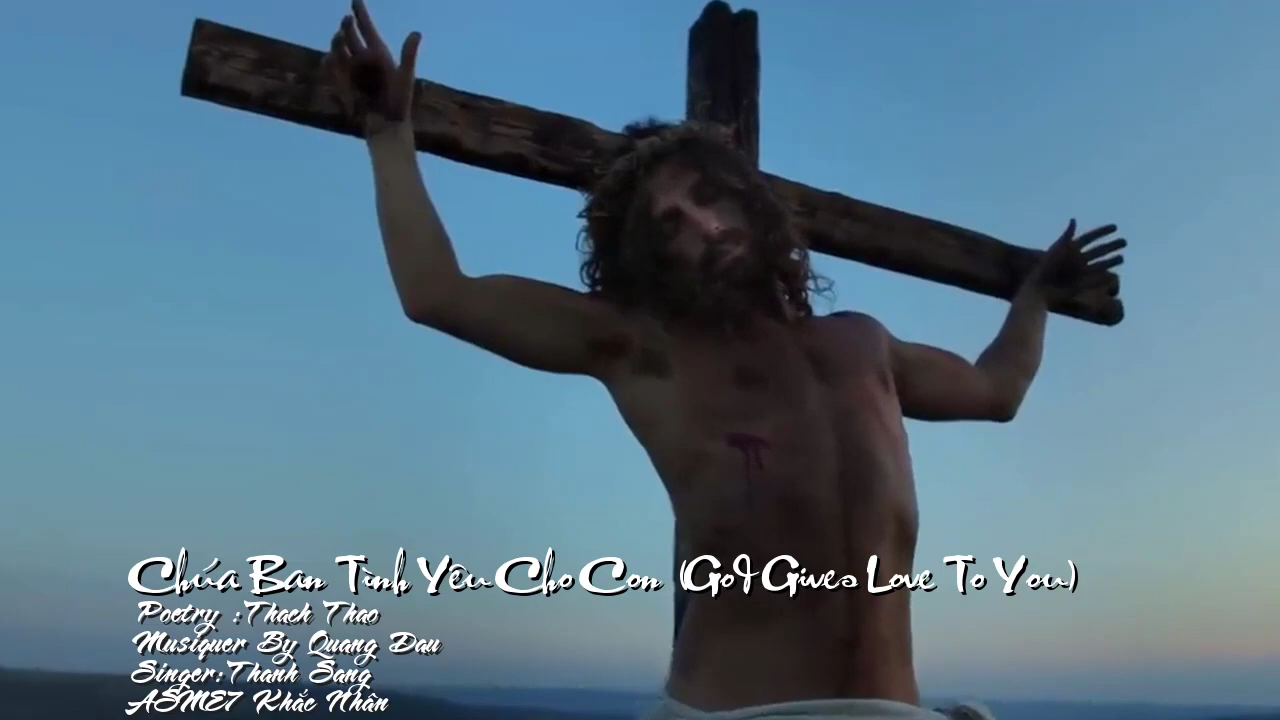 Chúa Ban Tình Yêu Cho Con (God Gives Love To You)
Poetry :Thach Thao
Musiquer By Quang Dau
Singer:Thanh Sang
ASME7 Khắc Nhân